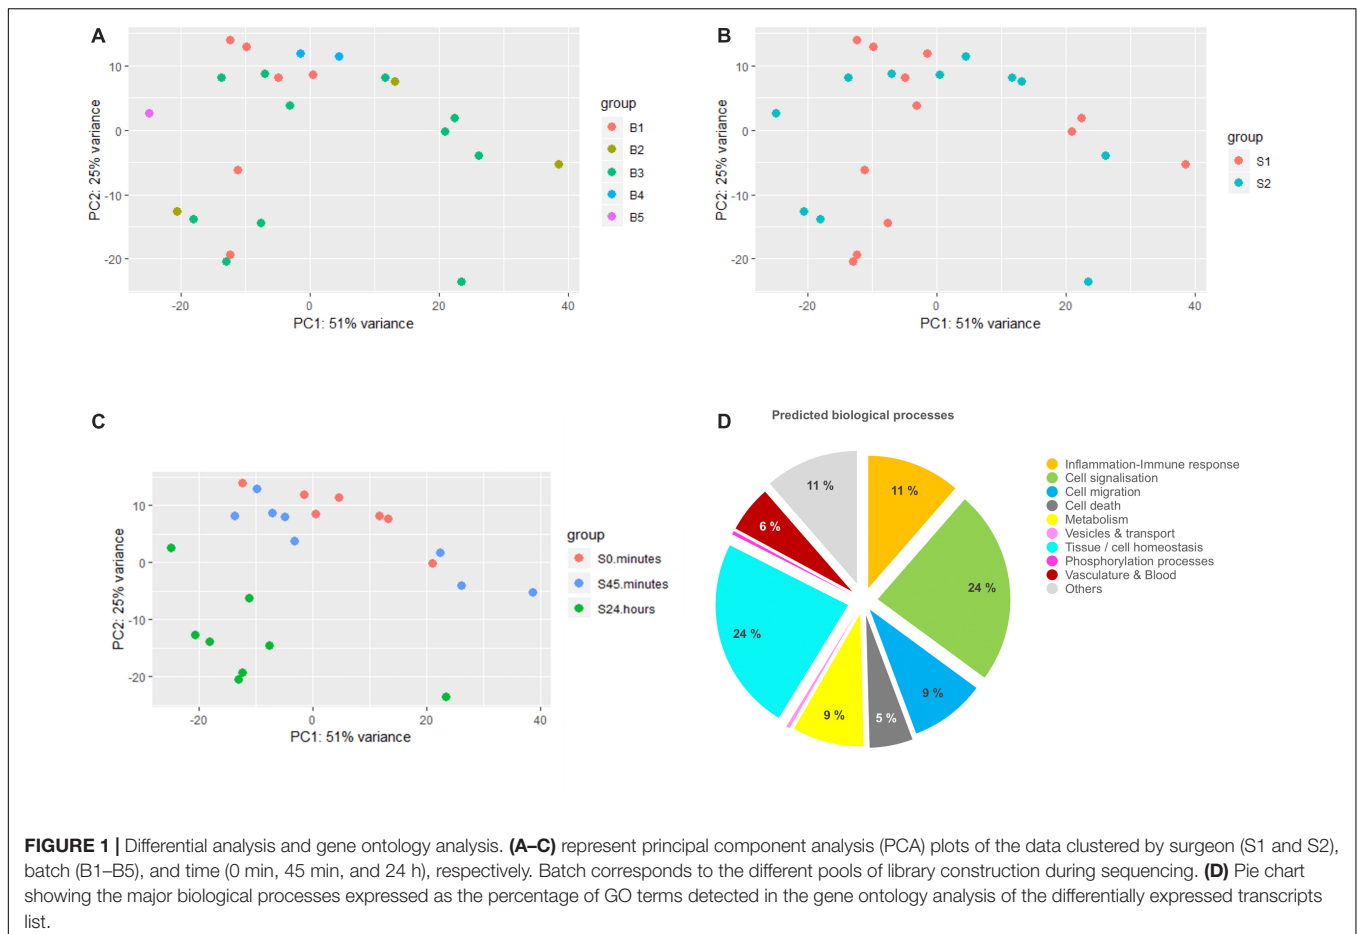 A
10
0
-10
-20
-20
0
20
40
PC2: 25% variance
PC1: 51% variance
group
B1
B2
B3
B4
B5
B
10
0
-10
-20
-20
0
20
40
PC2: 25% variance
PC1: 51% variance
group
S1
S2
C
10
0
-10
-20
-20
0
20
40
PC2: 25% variance
PC1: 51% variance
group
S0.minutes
S45.minutes
S24.hours
D
Predicted biological processes
11 %
24 %
9 %
5 %
9 %
24 %
6 %
11 %
Inflammation-Immune response
Cell signalisation
Cell migration
Cell death
Metabolism
Vesicles & transport
Tissue / cell homeostasis
Phosphorylation processes
Vasculature & Blood
Others
FIGURE 1 | Differential analysis and gene ontology analysis. (A–C) represent principal component analysis (PCA) plots of the data clustered by surgeon (S1 and S2),
batch (B1–B5), and time (0 min, 45 min, and 24 h), respectively. Batch corresponds to the different pools of library construction during sequencing. (D) Pie chart
showing the major biological processes expressed as the percentage of GO terms detected in the gene ontology analysis of the differentially expressed transcripts
list.